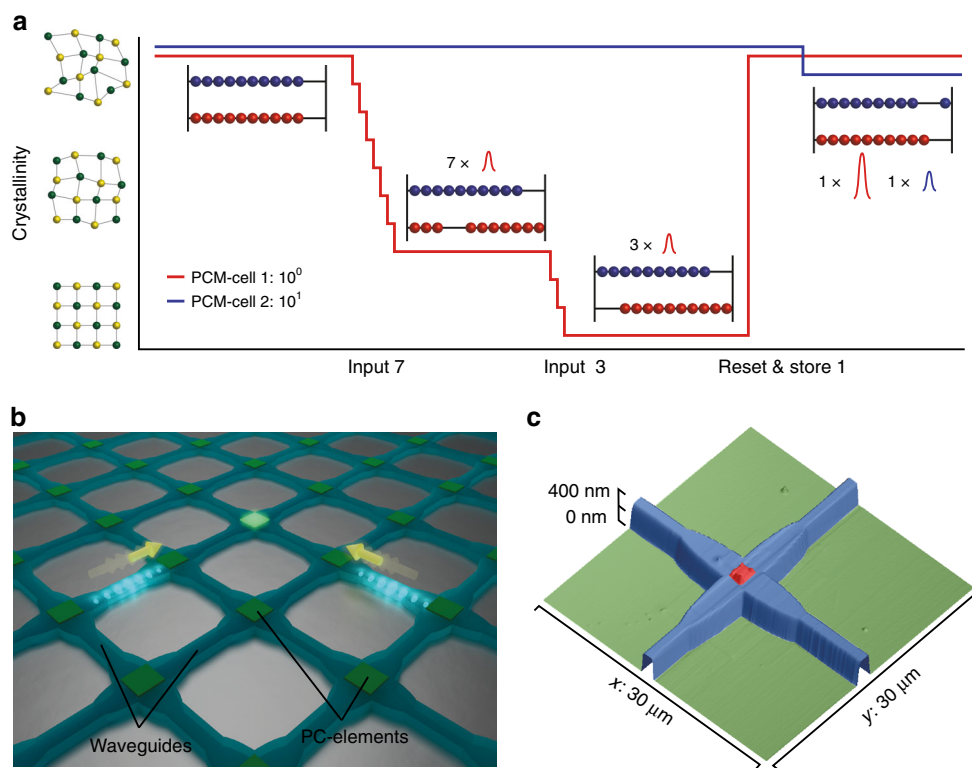 a
Crystallinity
7 ×
3 ×
1 ×
1 ×
PCM-cell 1: 10⁰
PCM-cell 2: 10¹
Input 7
Input 3
Reset & store 1
b
Waveguides
PC-elements
c
400 nm
0 nm
x: 30 μm
y: 30 μm